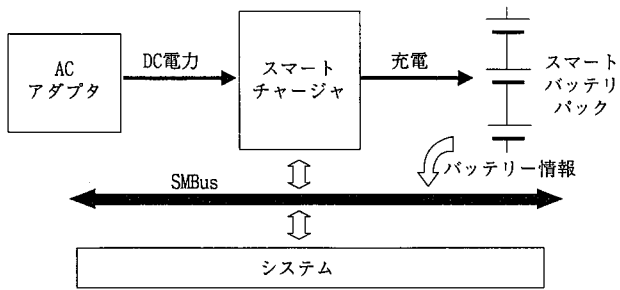 AC
アダプタ
DC電力
スマート
チャージャ
充電
スマート
バッテリ
パック
バッテリー情報
SMBus
システム